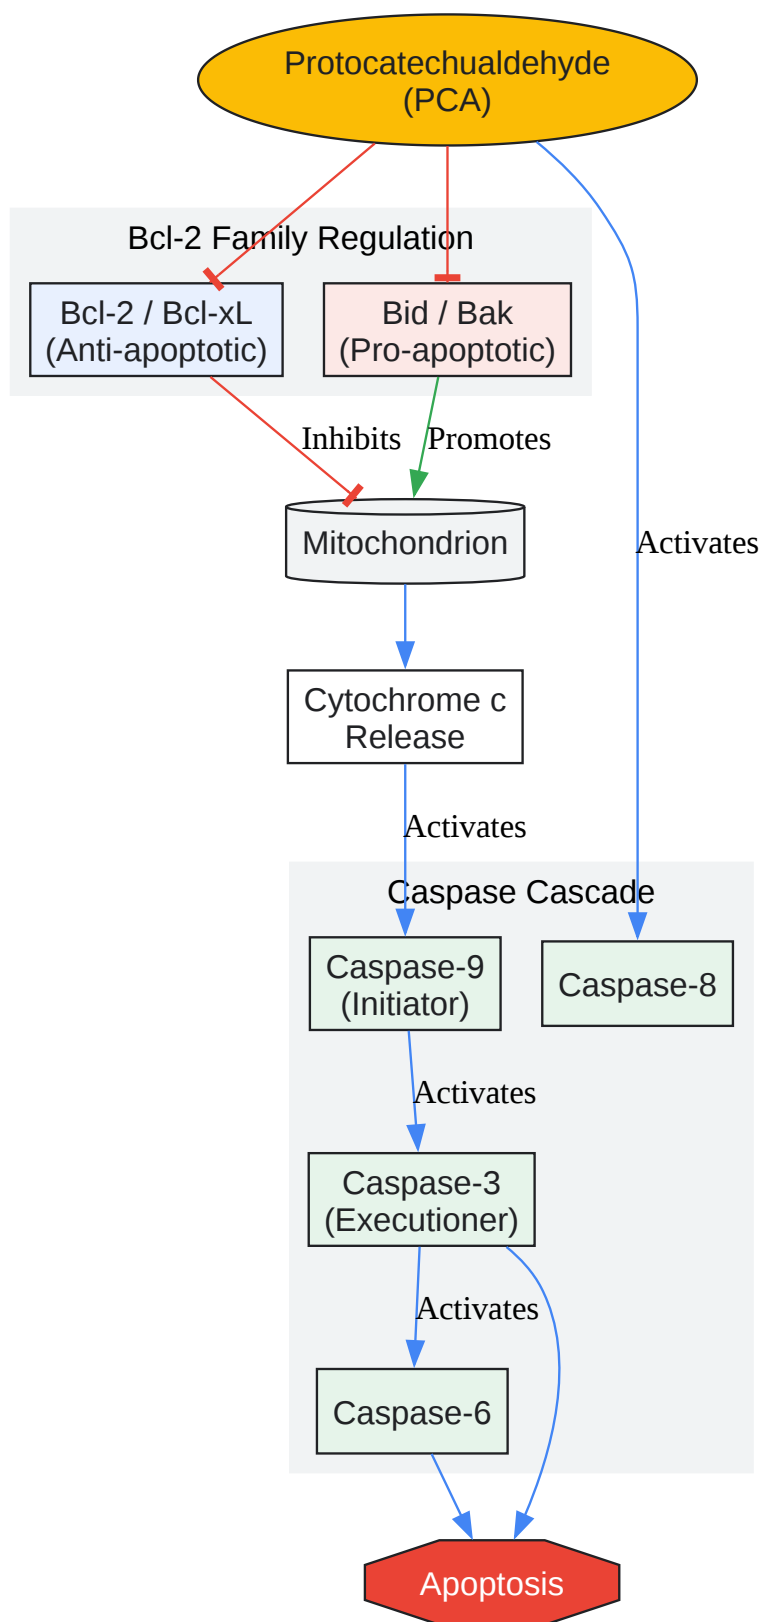 Protocatechualdehyde
(PCA)
Bcl-2 Family Regulation
Bcl-2 / Bcl-xL
(Anti-apoptotic)
Bid / Bak
(Pro-apoptotic)
Inhibits
Promotes
Mitochondrion
Activates
Cytochrome c
Release
Activates
Caspase Cascade
Caspase-9
(Initiator)
Caspase-8
Activates
Caspase-3
(Executioner)
Activates
Caspase-6
Apoptosis